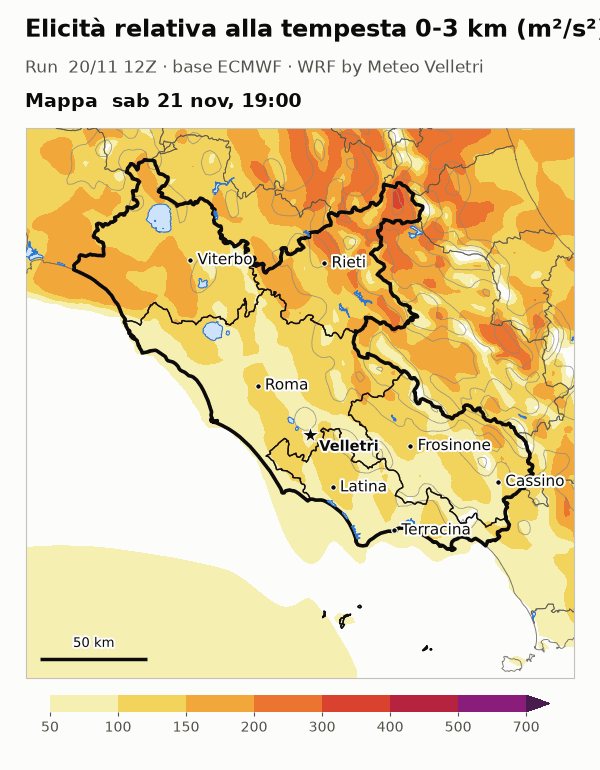 Elicità relativa alla tempesta 0-3 km (m²/s²)
Run 20/11 12Z · base ECMWF · WRF by Meteo Velletri
Mappa sab 21 nov, 19:00
Viterbo
Rieti
Roma
Velletri
Frosinone
Cassino
Latina
Terracina
50 km
50 100 150 200 300 400 500 700